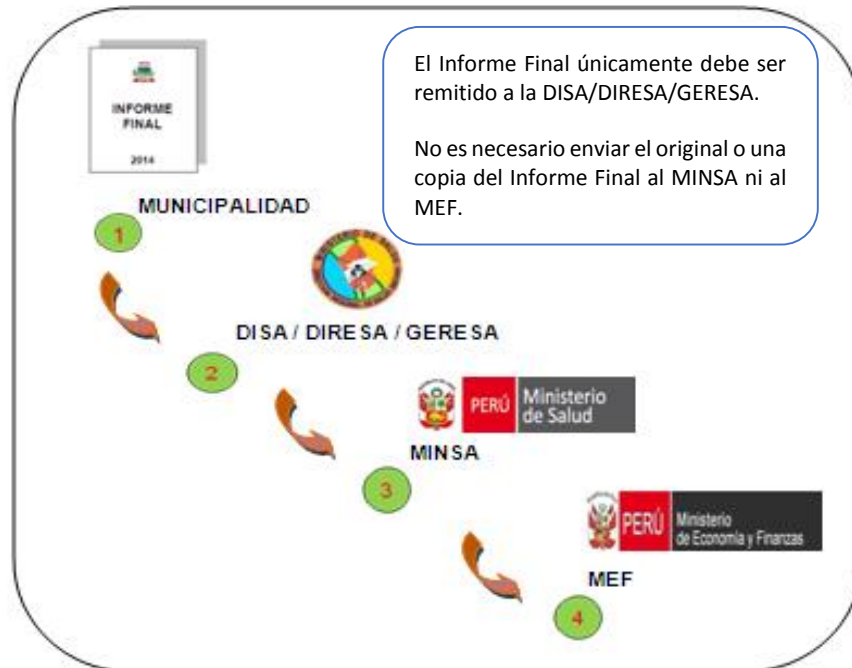 El Informe Final únicamente debe ser
remitido a la DISA/DIRESA/GERESA.
No es necesario enviar el original o una
copia del Informe Final al MINSA ni al
MEF.
INFORME
FINAL
2014
MUNICIPALIDAD
1
DISA / DIRESA / GERESA
2
PERÚ
Ministerio
de Salud
MINSA
3
PERÚ
Ministerio
de Economía y Finanzas
MEF
4